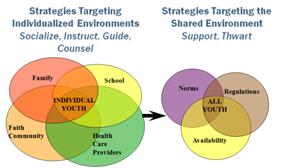 Strategies Targeting
Individualized Environments
Socialize, Instruct, Guide,
Counsel
Strategies Targeting the
Shared Environment
Support, Thwart
Family
School
INDIVIDUAL
YOUTH
Faith
Community
Health
Care
Providers
Norms
Regulations
ALL
YOUTH
Availability